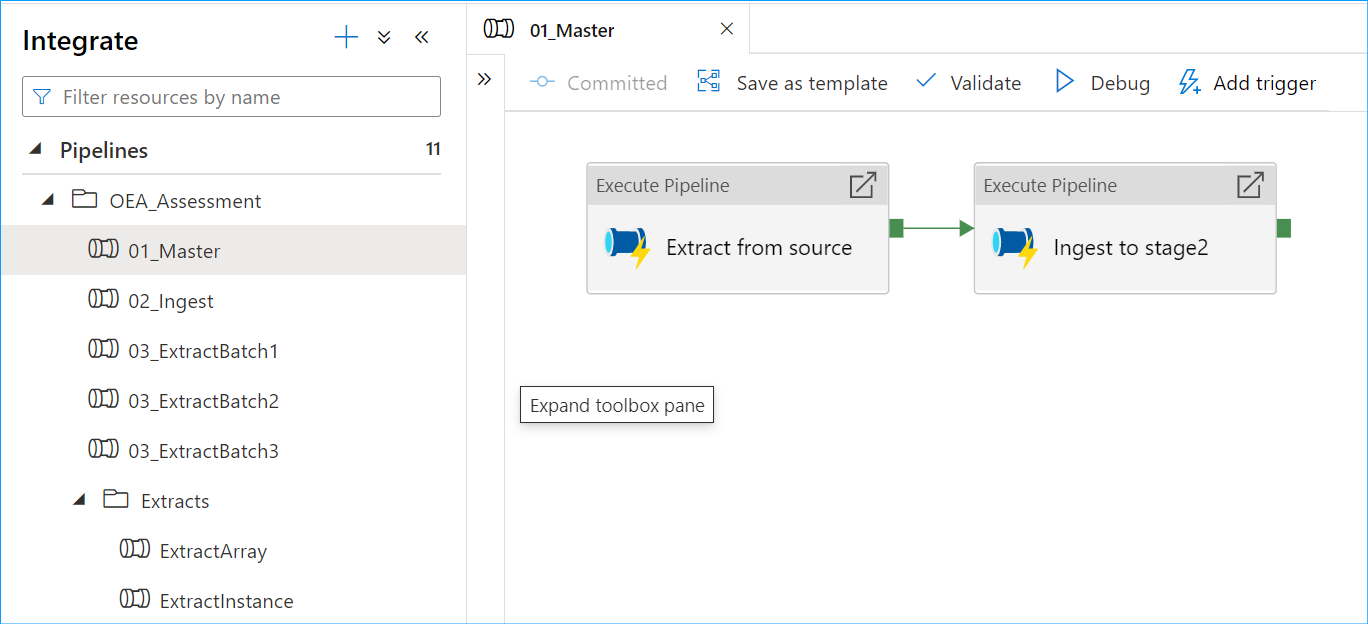 Integrate
Filter resources by name
Pipelines 11
OEA_Assessment
01_Master
02_Ingest
03_ExtractBatch1
03_ExtractBatch2
03_ExtractBatch3
Extracts
ExtractArray
ExtractInstance
01_Master
Committed Save as template Validate Debug Add trigger
Execute Pipeline
Extract from source
Execute Pipeline
Ingest to stage2
Expand toolbox pane